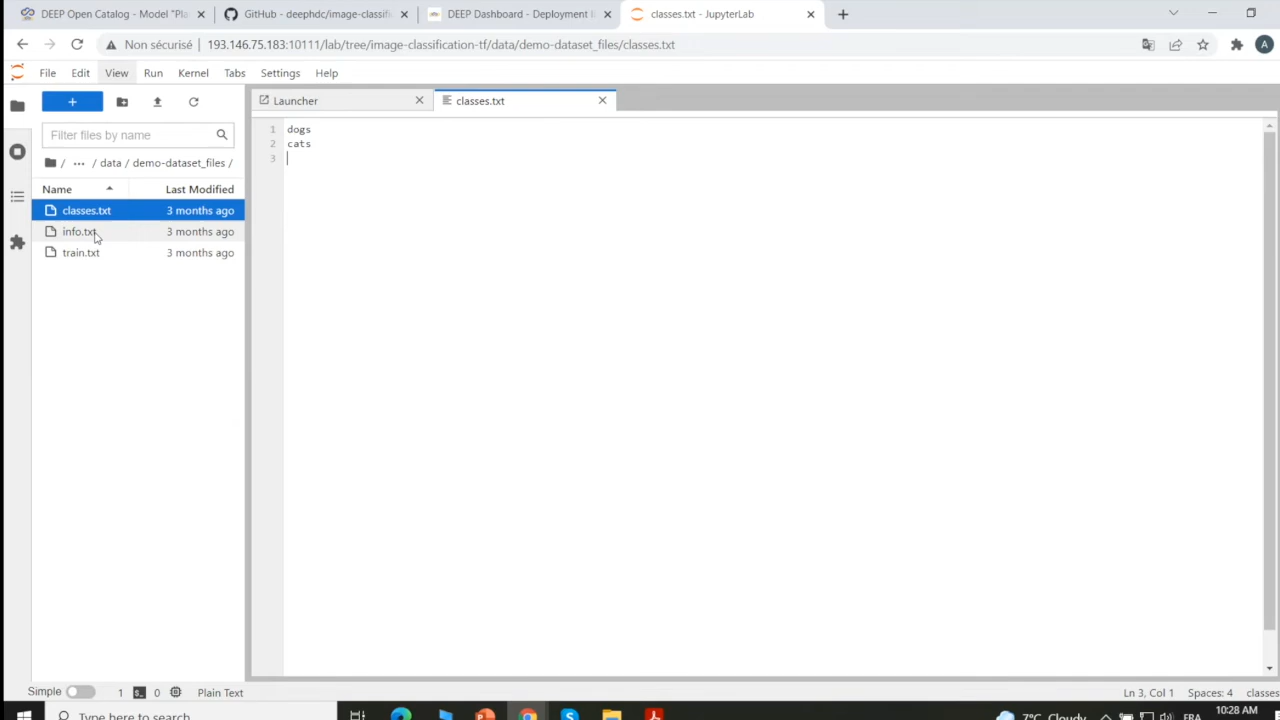 DEEP Open Catalog - Model "Pla
GitHub - deephdc/image-classifi
DEEP Dashboard - Deployment li
classes.txt - JupyterLab
Non sécurisé
193.146.75.183:10111/lab/tree/image-classification-tf/data/demo-dataset_files/classes.txt
A
File Edit View Run Kernel Tabs Settings Help
Launcher
classes.txt
Filter files by name
/ ... / data / demo-dataset_files /
Name Last Modified
classes.txt 3 months ago
info.txt 3 months ago
train.txt 3 months ago
1 dogs
2 cats
3
Simple 1 0 Plain Text
Ln 3, Col 1 Spaces: 4 classes
Type here to search
7°C Cloudy
FRA
10:28 AM